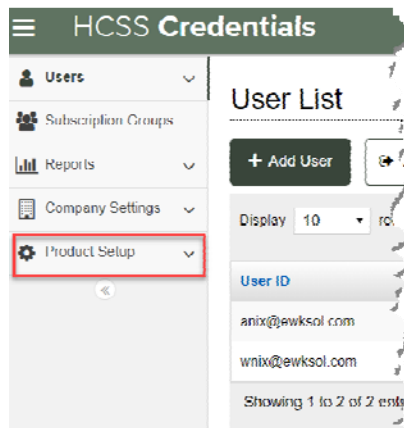 HCSS Credentials
Users
Subscription Groups
Reports
Company Settings
Product Setup
User List
+ Add User
Display 10
User ID
anix@ewksol.com
wnix@ewksol.com
Showing 1 to 2 of 2